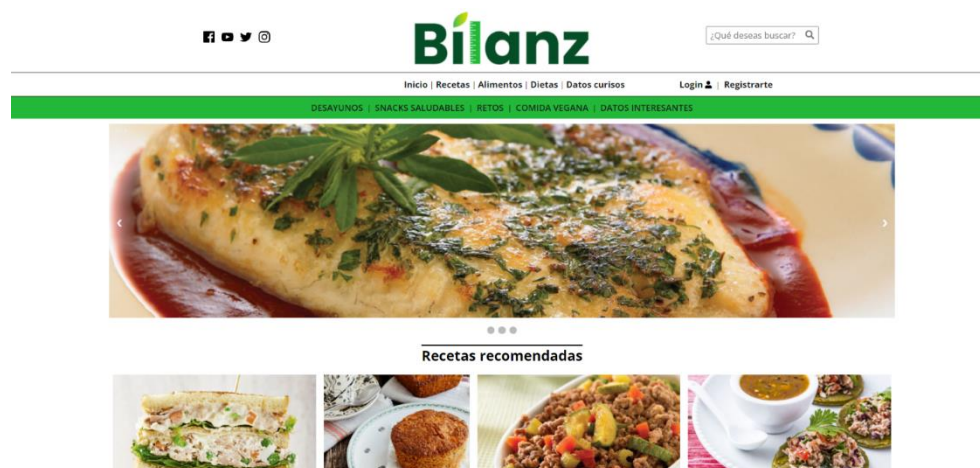 Bilanz
¿Qué deseas buscar?
Inicio | Recetas | Alimentos | Dietas | Datos curisos
Login | Registrarte
DESAYUNOS | SNACKS SALUDABLES | RETOS | COMIDA VEGANA | DATOS INTERESANTES
Recetas recomendadas